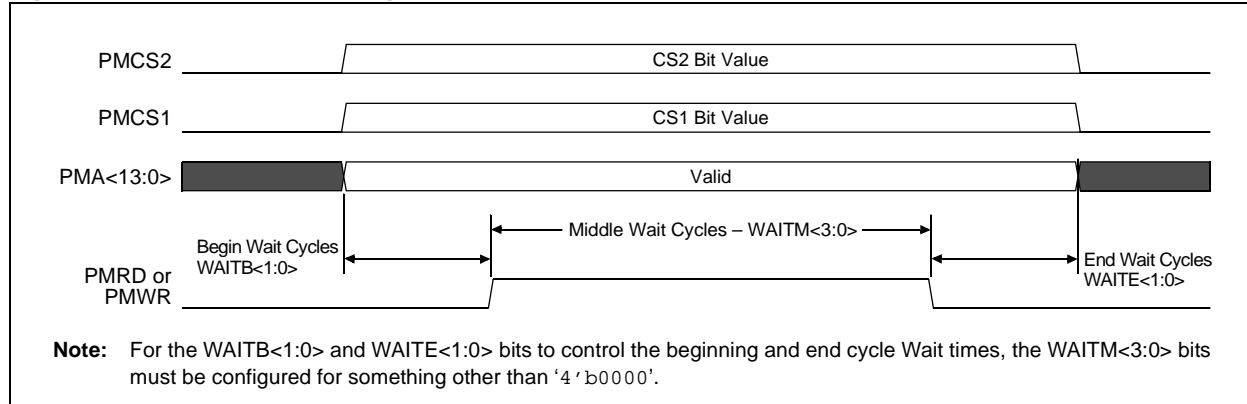 PMCS2
CS2 Bit Value
PMCS1
CS1 Bit Value
PMA<13:0>
Valid
Middle Wait Cycles – WAITM<3:0>
Begin Wait Cycles
WAITB<1:0>
End Wait Cycles
WAITE<1:0>
PMRD or
PMWR
Note: For the WAITB<1:0> and WAITE<1:0> bits to control the beginning and end cycle Wait times, the WAITM<3:0> bits
must be configured for something other than ‘4’b0000’.